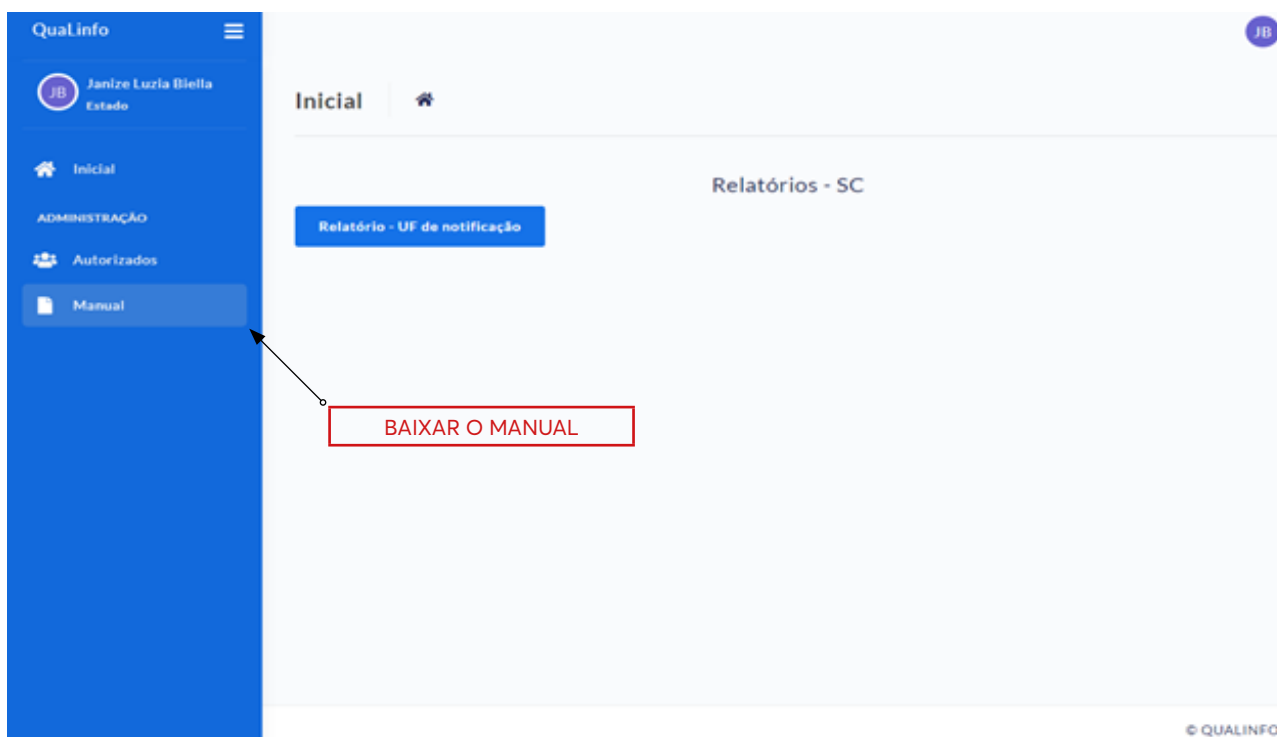 QuaLinfo
JB
JB
Janize Luzia Biella
Estado
Inicial
Inicial
ADMINISTRAÇÃO
Autorizados
Manual
Relatórios - SC
Relatório - UF de notificação
BAIXAR O MANUAL
© QUALINFO